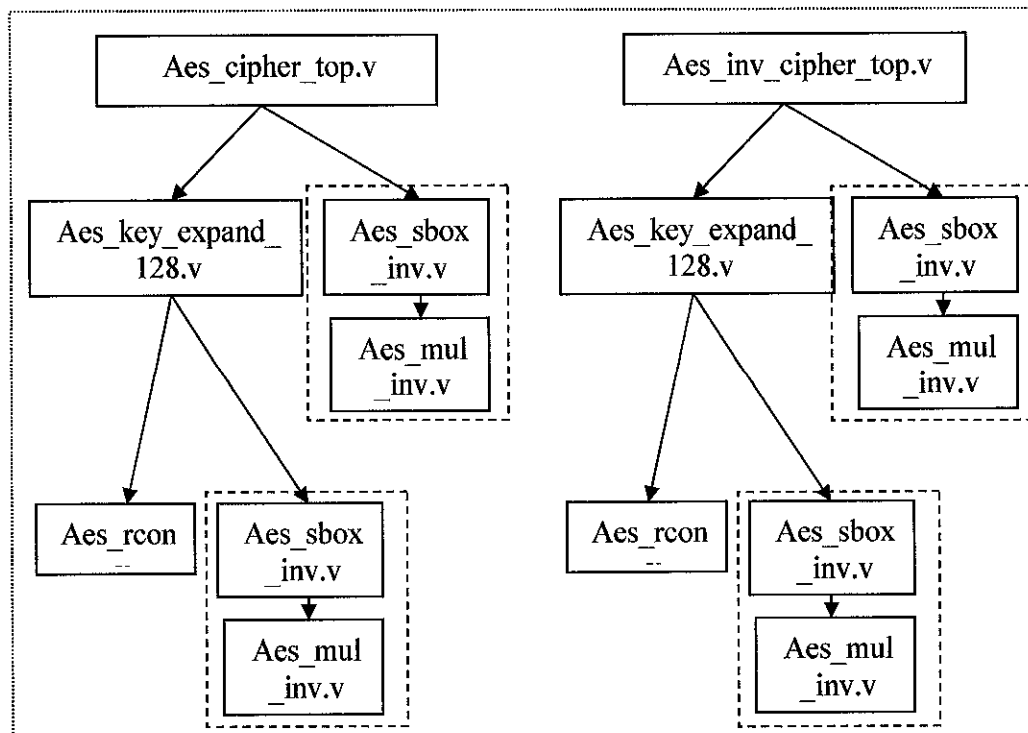 Aes_cipher_top.v
Aes_inv_cipher_top.v
Aes_key_expand_
128.v
Aes_sbox
_inv.v
Aes_mul
_inv.v
Aes_key_expand_
128.v
Aes_sbox
_inv.v
Aes_mul
_inv.v
Aes_rcon
Aes_sbox
_inv.v
Aes_mul
_inv.v
Aes_rcon
Aes_sbox
_inv.v
Aes_mul
_inv.v